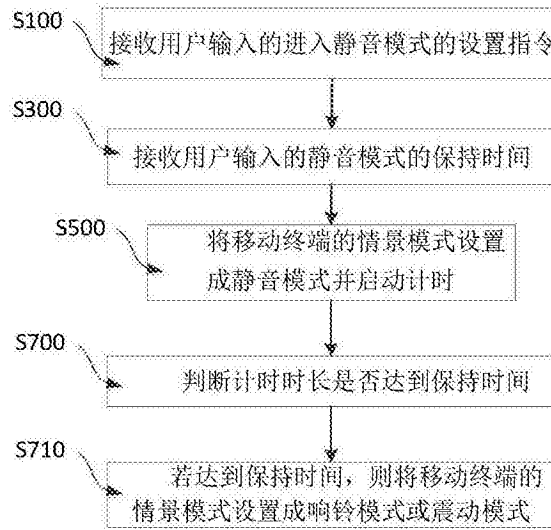 S100
接收用户输入的进入静音模式的设置指令
S300
接收用户输入的静音模式的保持时间
S500
将移动终端的情景模式设置
成静音模式并启动计时
S700
判断计时时长是否达到保持时间
S710
若达到保持时间，则将移动终端的
情景模式设置成响铃模式或震动模式